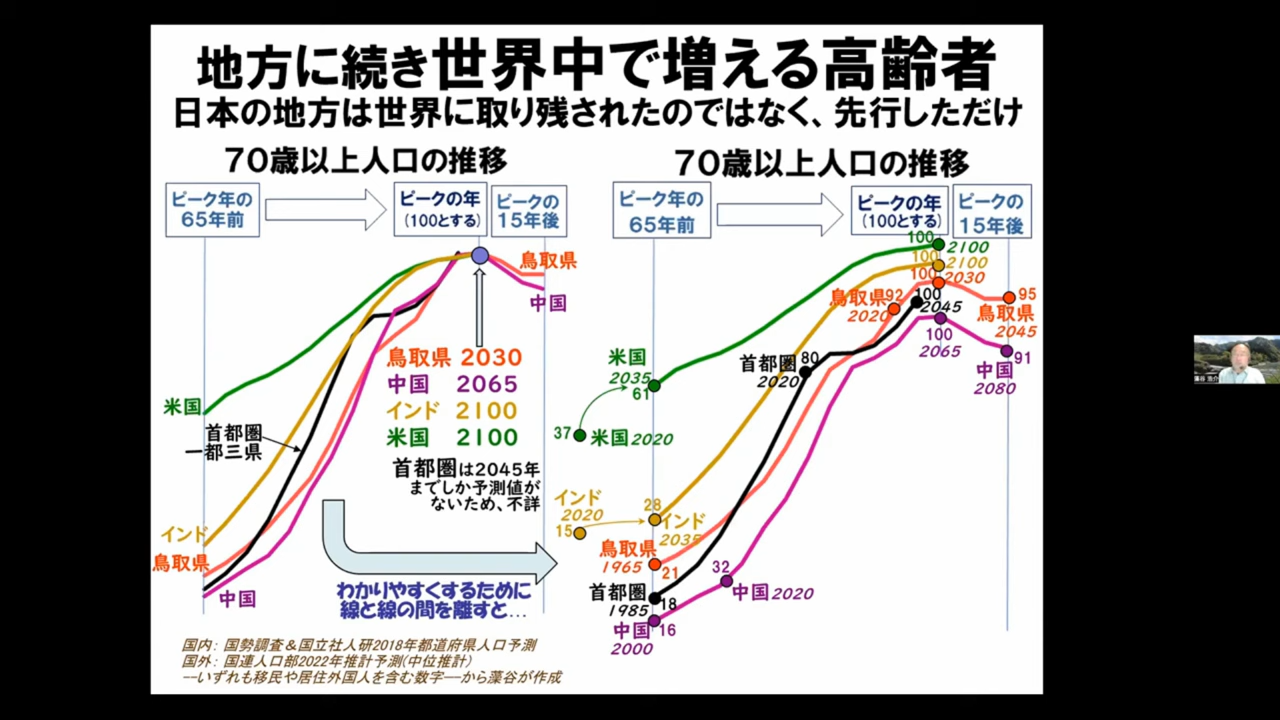 地方に続き世界中で増える高齢者
日本の地方は世界に取り残されたのではなく、先行しただけ
70歳以上人口の推移
ピーク年の
65年前
ピークの年
(100とする)
ピークの
15年後
鳥取県
中国
鳥取県 2030
中国 2065
インド 2100
米国 2100
米国
首都圏
一都三県
首都圏は2045年
までしか予測値が
ないため、不詳
インド
鳥取県
中国
わかりやすくするために
線と線の間を離すと…
国内: 国勢調査&国立社人研2018年都道府県人口予測
国外: 国連人口部2022年推計予測(中位推計)
--いずれも移民や居住外国人を含む数字--から藻谷が作成
70歳以上人口の推移
ピーク年の
65年前
ピークの年
(100とする)
ピークの
15年後
100
2100
100
2100
100
2030
鳥取県92
2020
100
2045
95
鳥取県
2045
100
2065
91
中国
2080
首都圏 80
2020
米国
2035
61
37 米国2020
インド
2020
15
28
インド
2035
鳥取県
1965
21
首都圏
1985
18
32
中国2020
中国 16
2000
藻谷 浩介